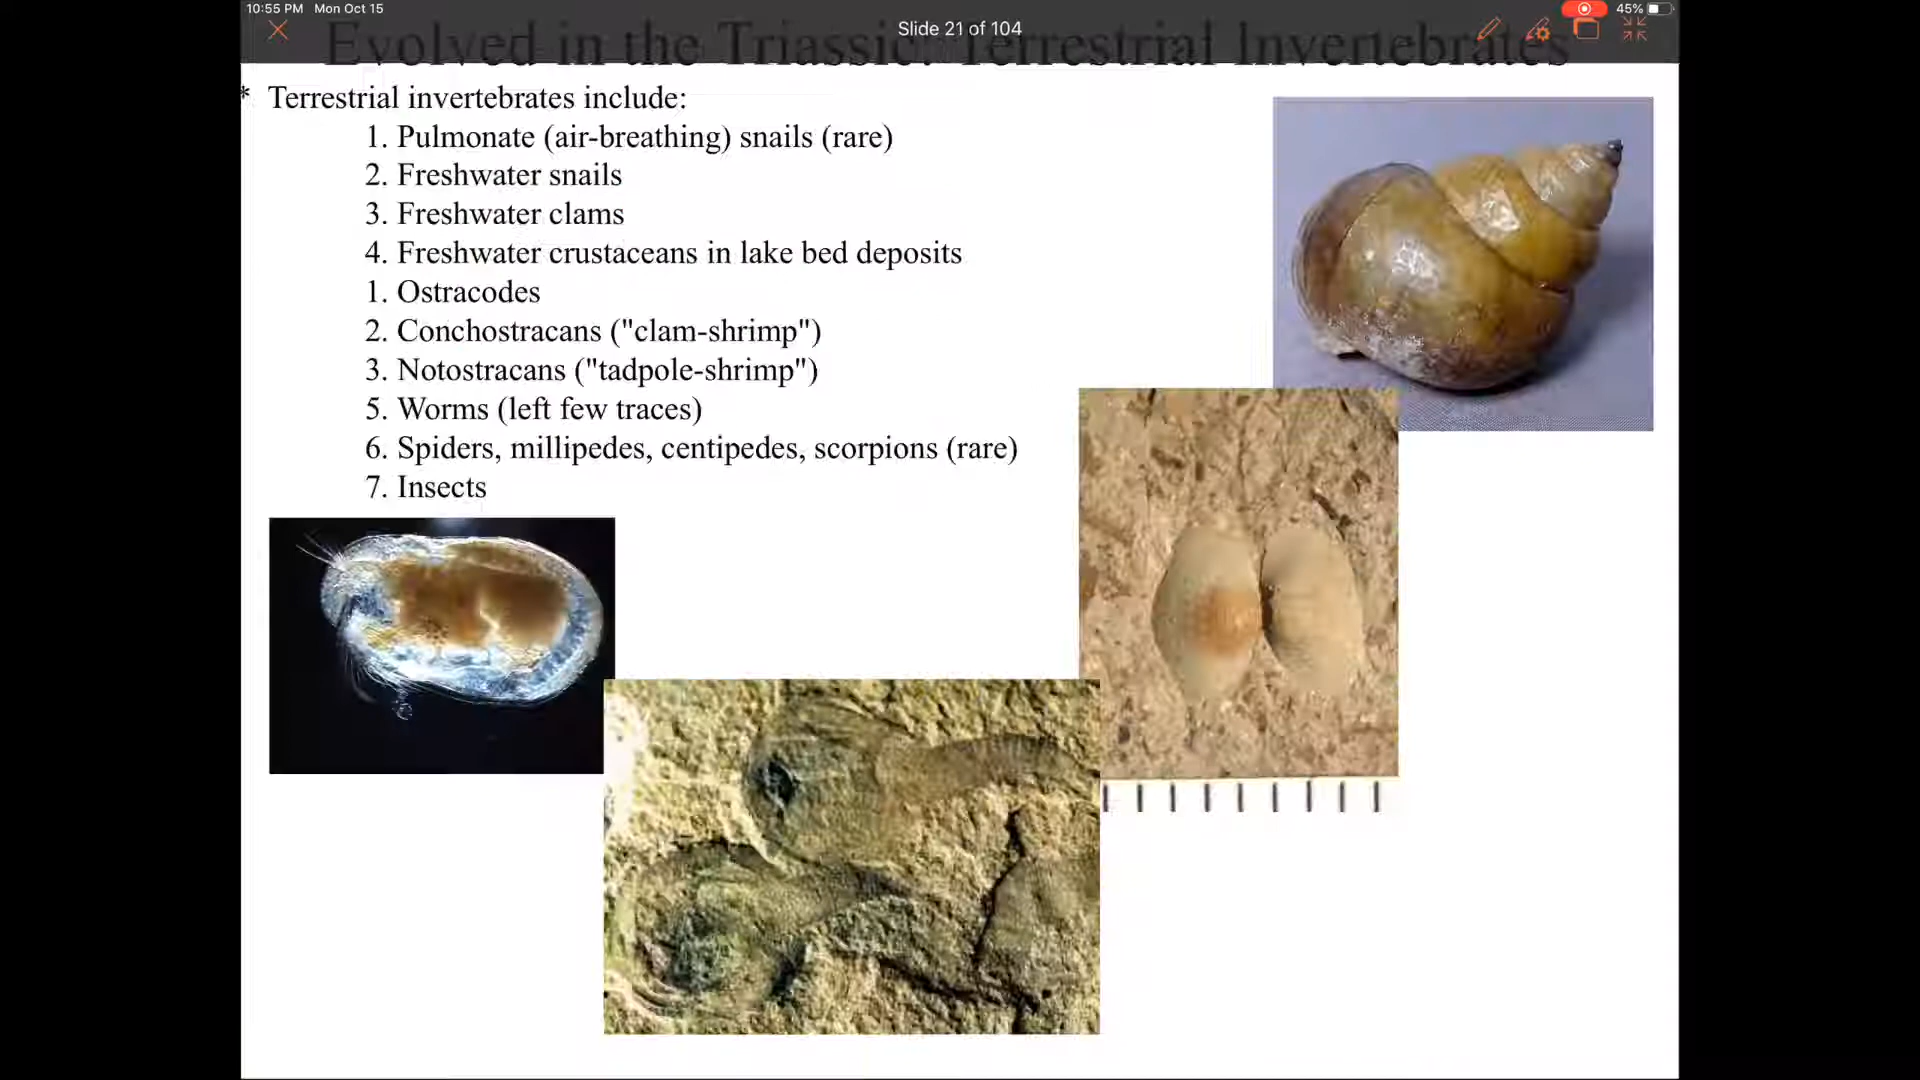 10:55 PM Mon Oct 15
45%
Slide 21 of 104
Evolved in the Triassic: Terrestrial Invertebrates
* Terrestrial invertebrates include:
1. Pulmonate (air-breathing) snails (rare)
2. Freshwater snails
3. Freshwater clams
4. Freshwater crustaceans in lake bed deposits
1. Ostracodes
2. Conchostracans ("clam-shrimp")
3. Notostracans ("tadpole-shrimp")
5. Worms (left few traces)
6. Spiders, millipedes, centipedes, scorpions (rare)
7. Insects